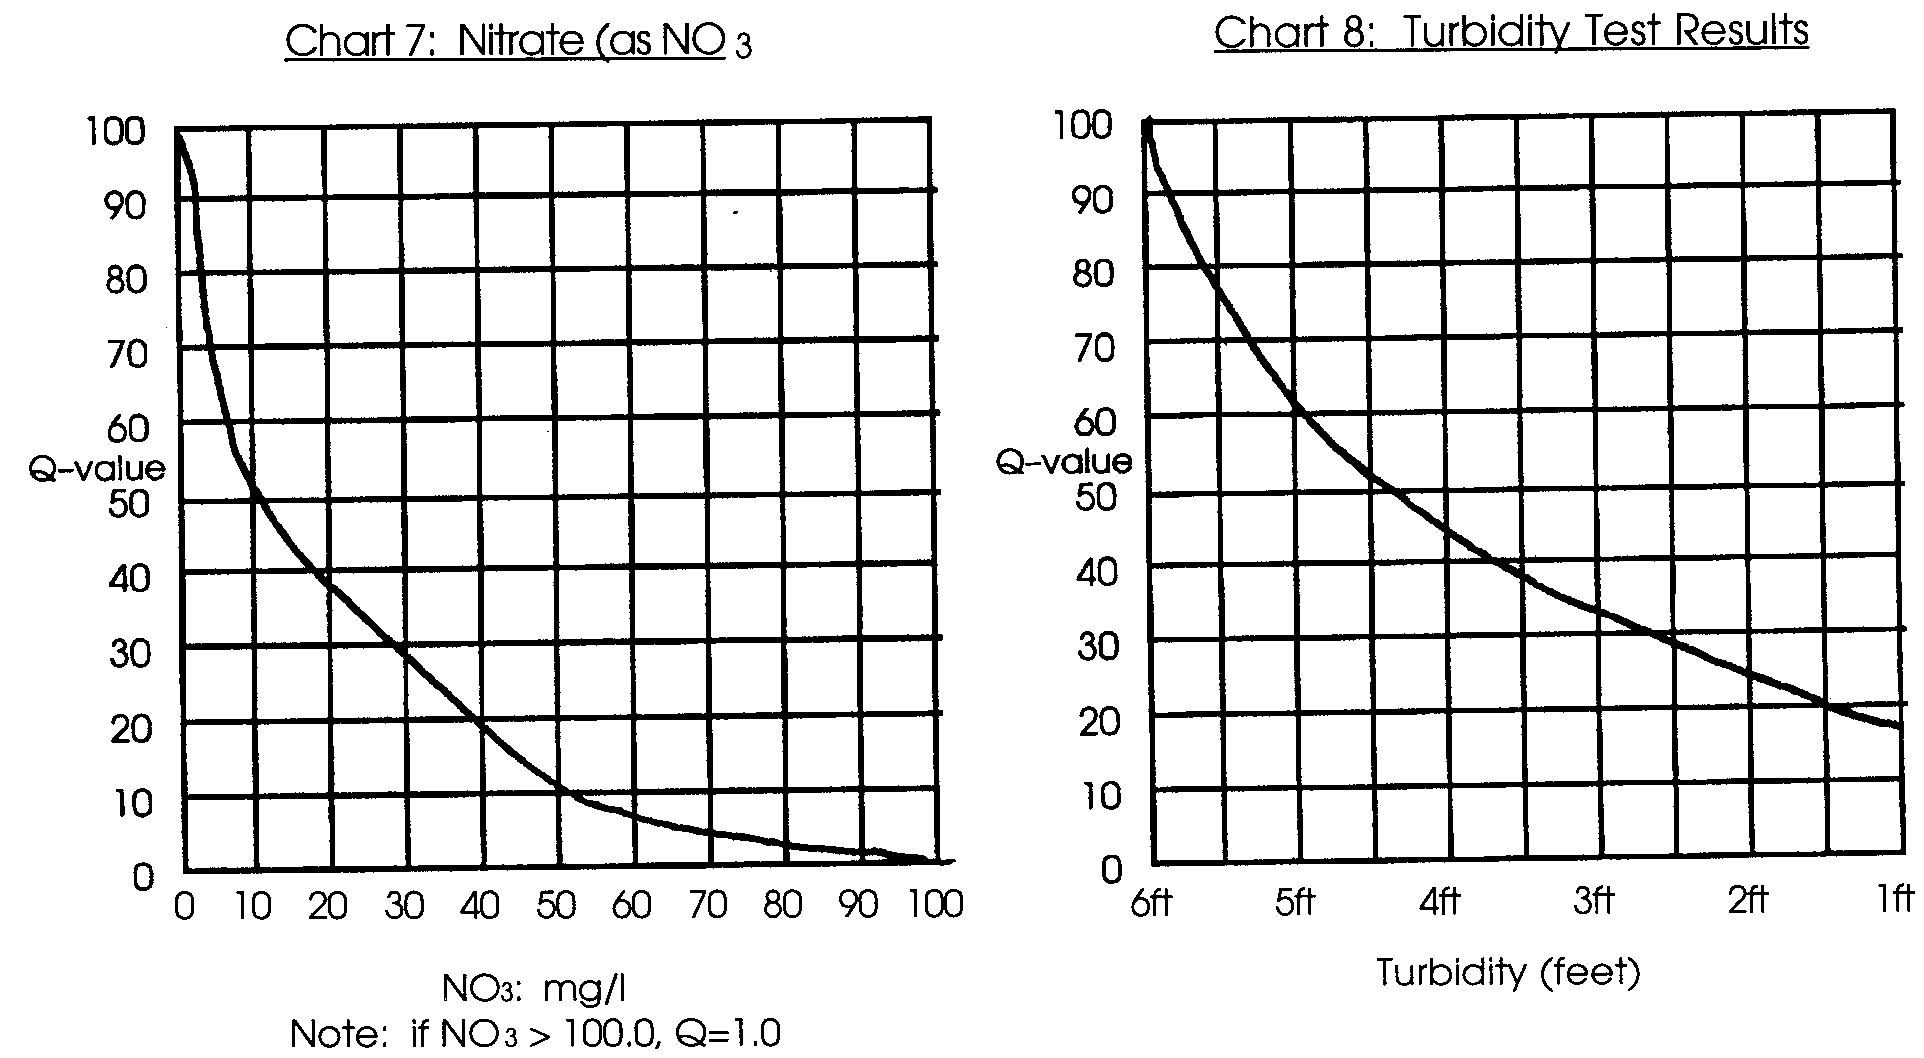 Chart 7: Nitrate (as NO 3
100
90
80
70
60
Q-value
50
40
30
20
10
0
0 10 20 30 40 50 60 70 80 90 100
NO3: mg/l
Note: if NO3 > 100.0, Q=1.0
Chart 8: Turbidity Test Results
100
90
80
70
60
Q-value
50
40
30
20
10
0
6ft 5ft 4ft 3ft 2ft 1ft
Turbidity (feet)